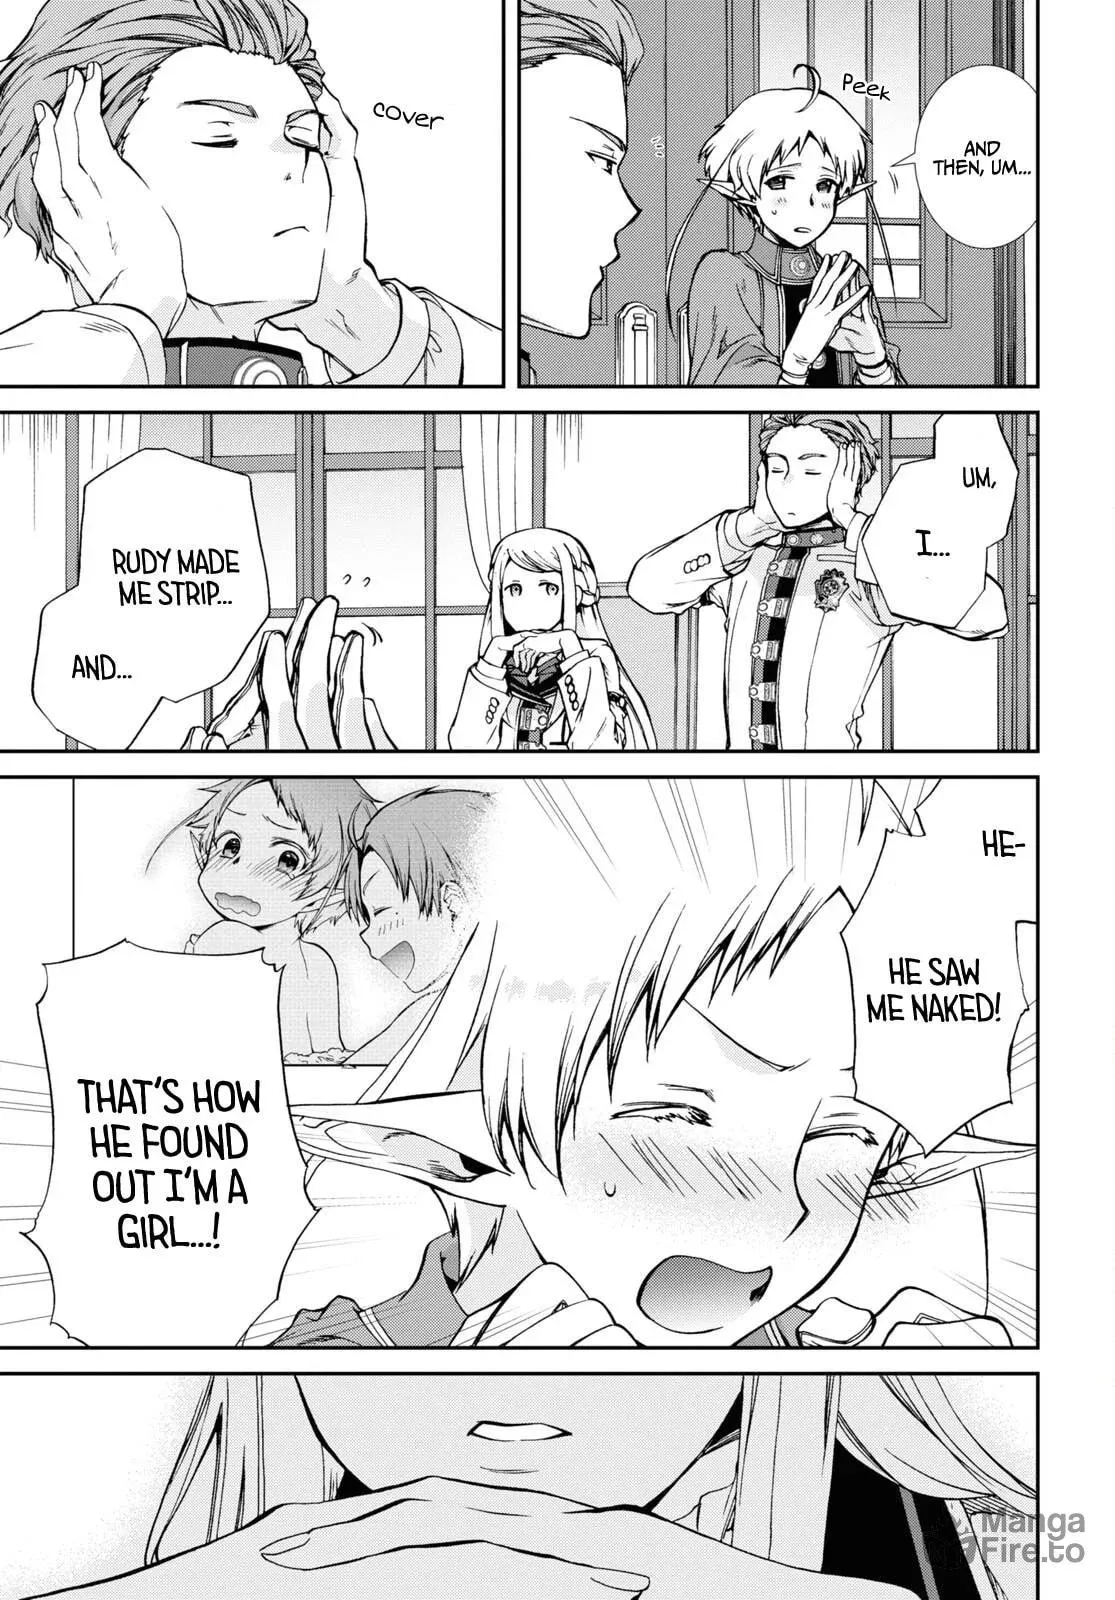 AND
THEN, UM...
Peek
cover
UM,
I...
RUDY MADE
ME STRIP...
AND...
HE-
HE SAW
ME NAKED!
THAT'S HOW
HE FOUND
OUT I'M A
GIRL...!
Manga
Fire.to